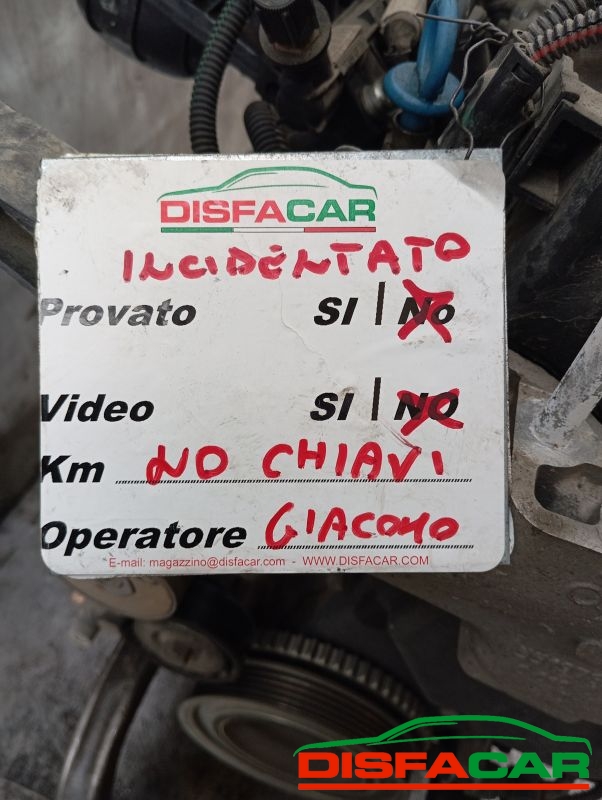 DISFACAR
INCIDENTATO
Provato SI | No
Video SI | NO
Km NO CHIAVI
Operatore GIACOMO
E-mail: magazzino@disfacar.com - WWW.DISFACAR.COM
DISFACAR